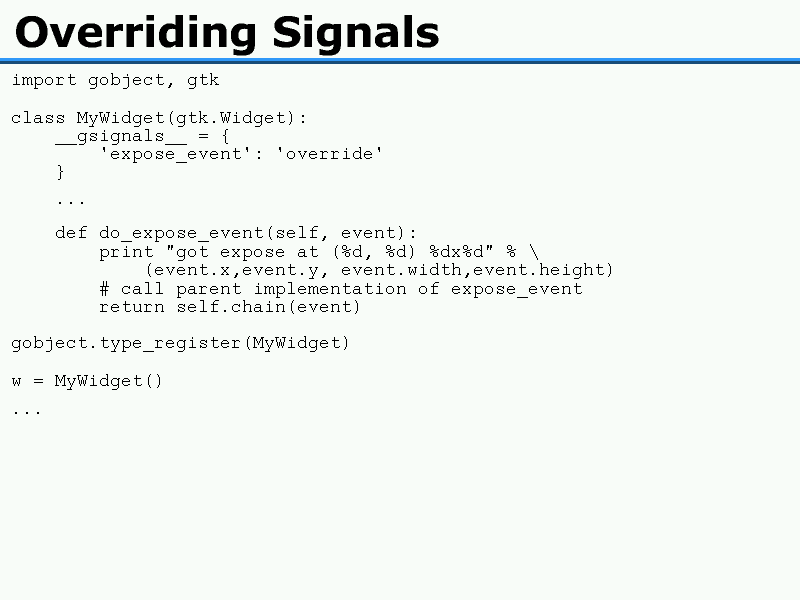 Overriding Signals
import gobject, gtk
class MyWidget(gtk.Widget):
    __gsignals__ = {
        'expose_event': 'override'
    }
    ...
    def do_expose_event(self, event):
        print "got expose at (%d, %d) %dx%d" % \
            (event.x,event.y, event.width,event.height)
        # call parent implementation of expose_event
        return self.chain(event)
gobject.type_register(MyWidget)
w = MyWidget()
...